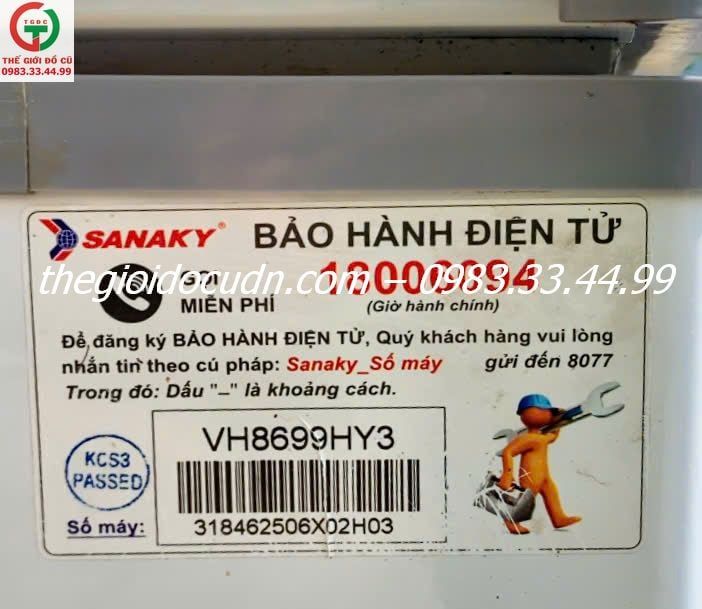 TGĐC
THẾ GIỚI ĐỒ CŨ
0983.33.44.99
SANAKY®
BẢO HÀNH ĐIỆN TỬ
thegioidocudn.com – 0983.33.44.99
MIỄN PHÍ
(Giờ hành chính)
Để đăng ký BẢO HÀNH ĐIỆN TỬ, Quý khách hàng vui lòng
nhắn tin theo cú pháp: Sanaky_Số máy gửi đến 8077
Trong đó: Dấu "_" là khoảng cách.
VH8699HY3
KCS3
PASSED
Số máy:
318462506X02H03